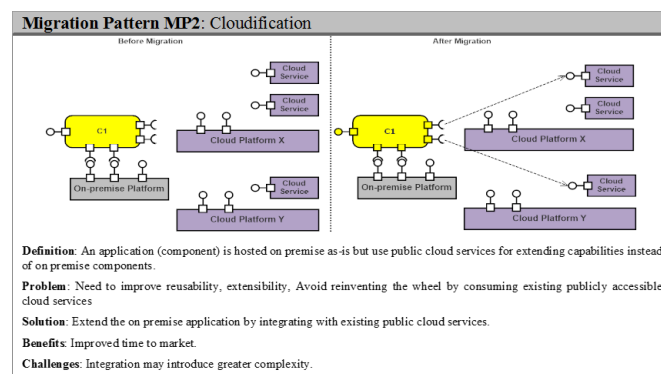 Migration Pattern MP2: Cloudification
Before Migration
After Migration
Cloud
Service
Cloud
Service
C1
Cloud Platform X
On-premise Platform
Cloud
Service
Cloud Platform Y
Cloud
Service
Cloud
Service
C1
Cloud Platform X
On-premise Platform
Cloud
Service
Cloud Platform Y
Definition: An application (component) is hosted on premise as-is but use public cloud services for extending capabilities instead
of on premise components.
Problem: Need to improve reusability, extensibility, Avoid reinventing the wheel by consuming existing publicly accessible
cloud services
Solution: Extend the on premise application by integrating with existing public cloud services.
Benefits: Improved time to market.
Challenges: Integration may introduce greater complexity.